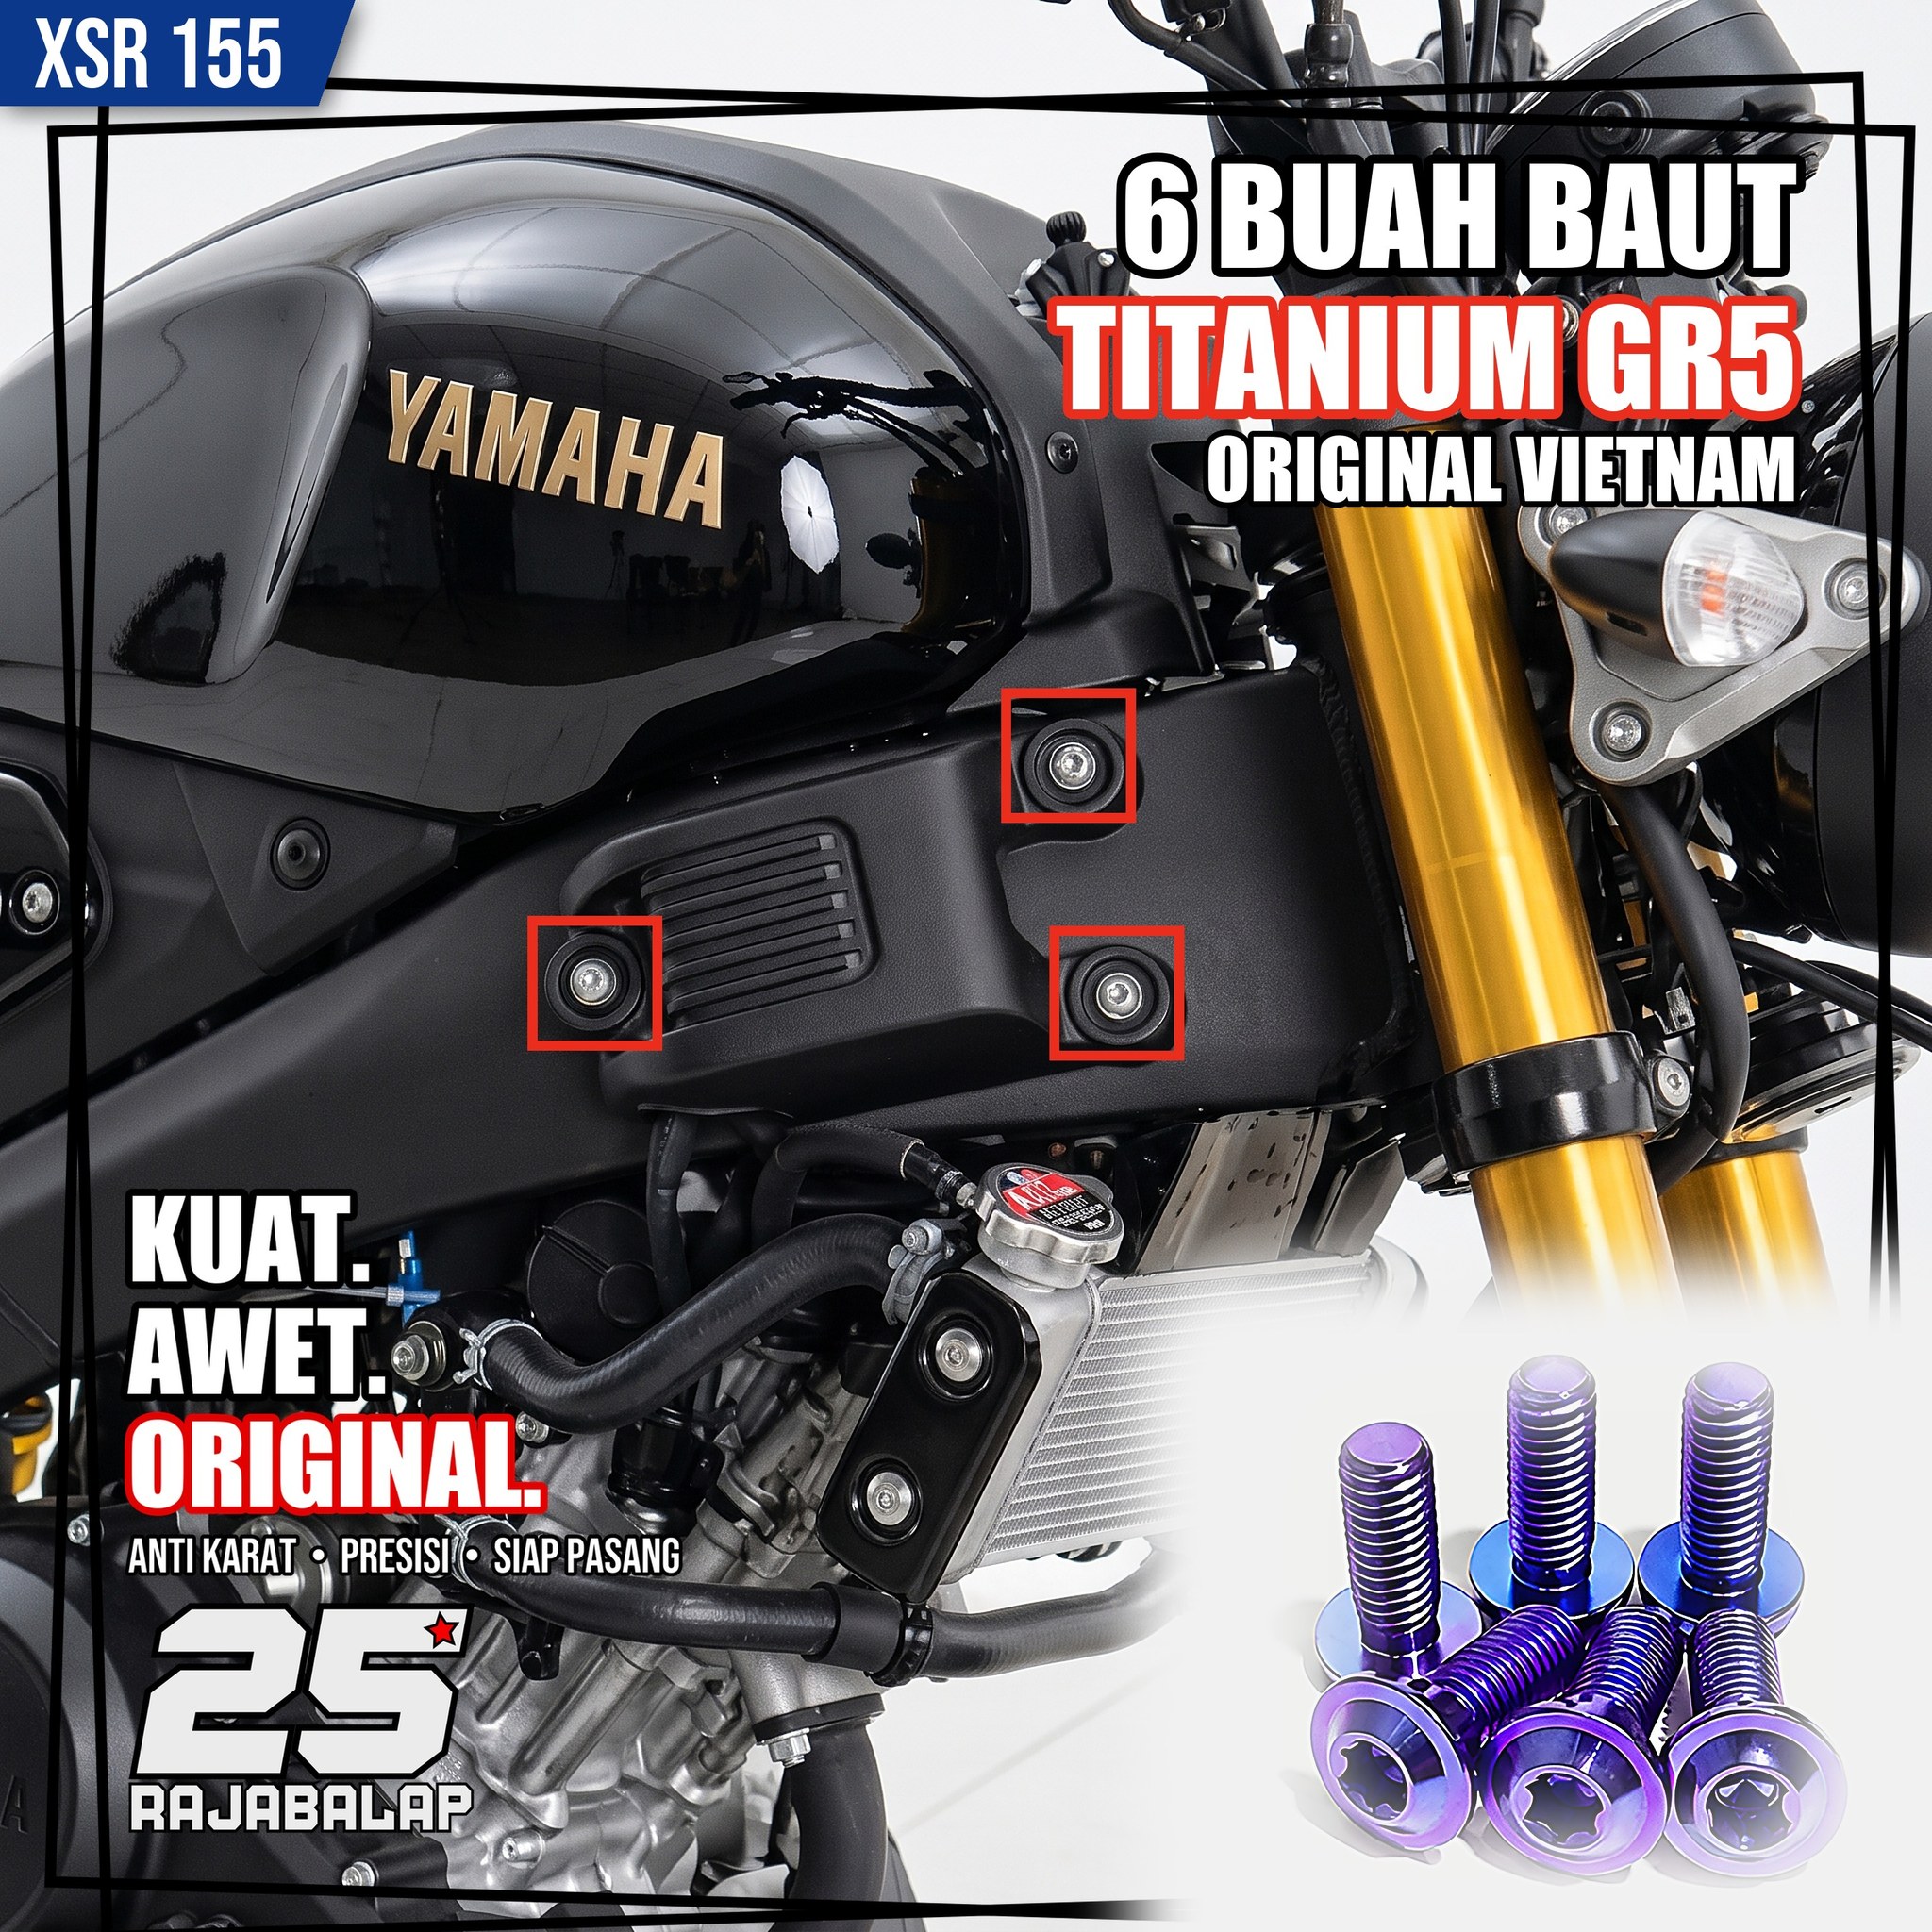 XSR 155
6 BUAH BAUT
TITANIUM GR5
ORIGINAL VIETNAM
YAMAHA
KUAT.
AWET.
ORIGINAL.
ANTI KARAT • PRESISI • SIAP PASANG
25
RAJABALAP